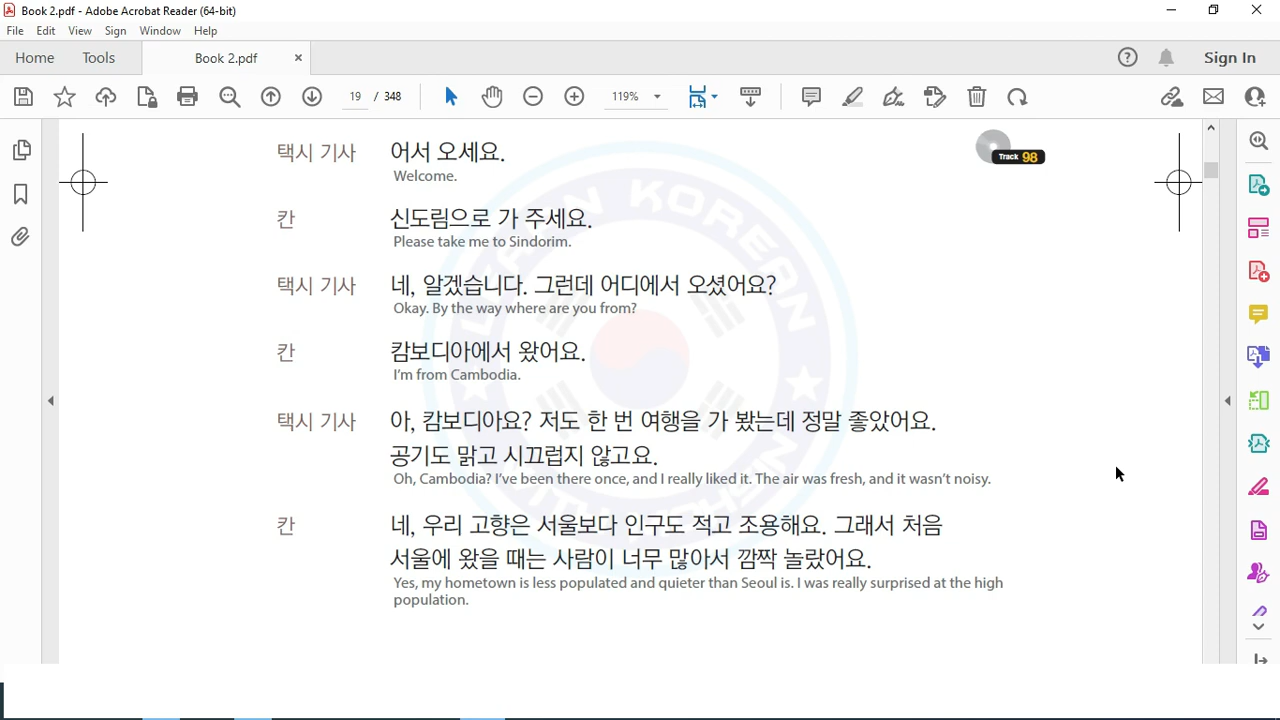 Book 2.pdf - Adobe Acrobat Reader (64-bit)
File Edit View Sign Window Help
Home Tools Book 2.pdf × Sign In
19 / 348 119%
택시 기사 어서 오세요. Track 98
Welcome.
칸 신도림으로 가 주세요.
Please take me to Sindorim.
택시 기사 네, 알겠습니다. 그런데 어디에서 오셨어요?
Okay. By the way where are you from?
칸 캄보디아에서 왔어요.
I'm from Cambodia.
택시 기사 아, 캄보디아요? 저도 한 번 여행을 가 봤는데 정말 좋았어요.
공기도 맑고 시끄럽지 않고요.
Oh, Cambodia? I've been there once, and I really liked it. The air was fresh, and it wasn't noisy.
칸 네, 우리 고향은 서울보다 인구도 적고 조용해요. 그래서 처음
서울에 왔을 때는 사람이 너무 많아서 깜짝 놀랐어요.
Yes, my hometown is less populated and quieter than Seoul is. I was really surprised at the high
population.